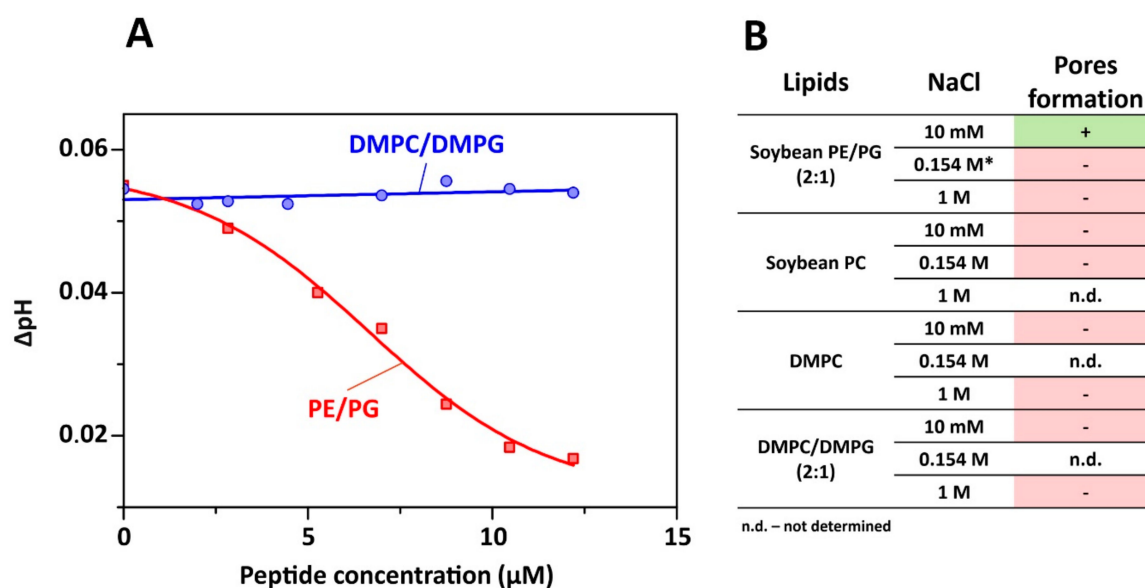 A
0.06
0.04
0.02
ΔpH
DMPC/DMPG
PE/PG
0
5
10
15
Peptide concentration (µM)
B
Lipids
NaCl
Pores
formation
Soybean PE/PG
(2:1)
10 mM
+
0.154 M*
-
1 M
-
Soybean PC
10 mM
-
0.154 M
-
1 M
n.d.
DMPC
10 mM
-
0.154 M
n.d.
1 M
-
DMPC/DMPG
(2:1)
10 mM
-
0.154 M
n.d.
1 M
-
n.d. – not determined